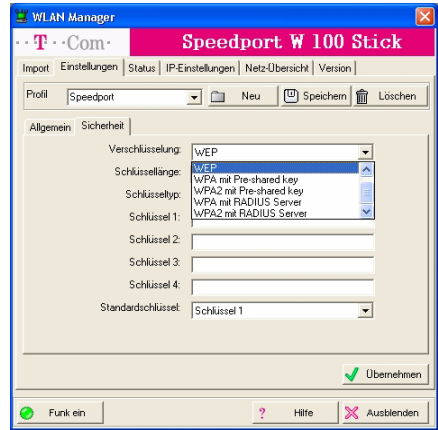 WLAN Manager
··T··Com· Speedport W 100 Stick
Import Einstellungen Status IP-Einstellungen Netz-Übersicht Version
Profil Speedport Neu Speichern Löschen
Allgemein Sicherheit
Verschlüsselung: WEP
WEP
Schlüssellänge: WPA mit Pre-shared key
WPA2 mit Pre-shared key
Schlüsseltyp: WPA mit RADIUS Server
WPA2 mit RADIUS Server
Schlüssel 1:
Schlüssel 2:
Schlüssel 3:
Schlüssel 4:
Standardschlüssel: Schlüssel 1
Übernehmen
Funk ein ? Hilfe Ausblenden